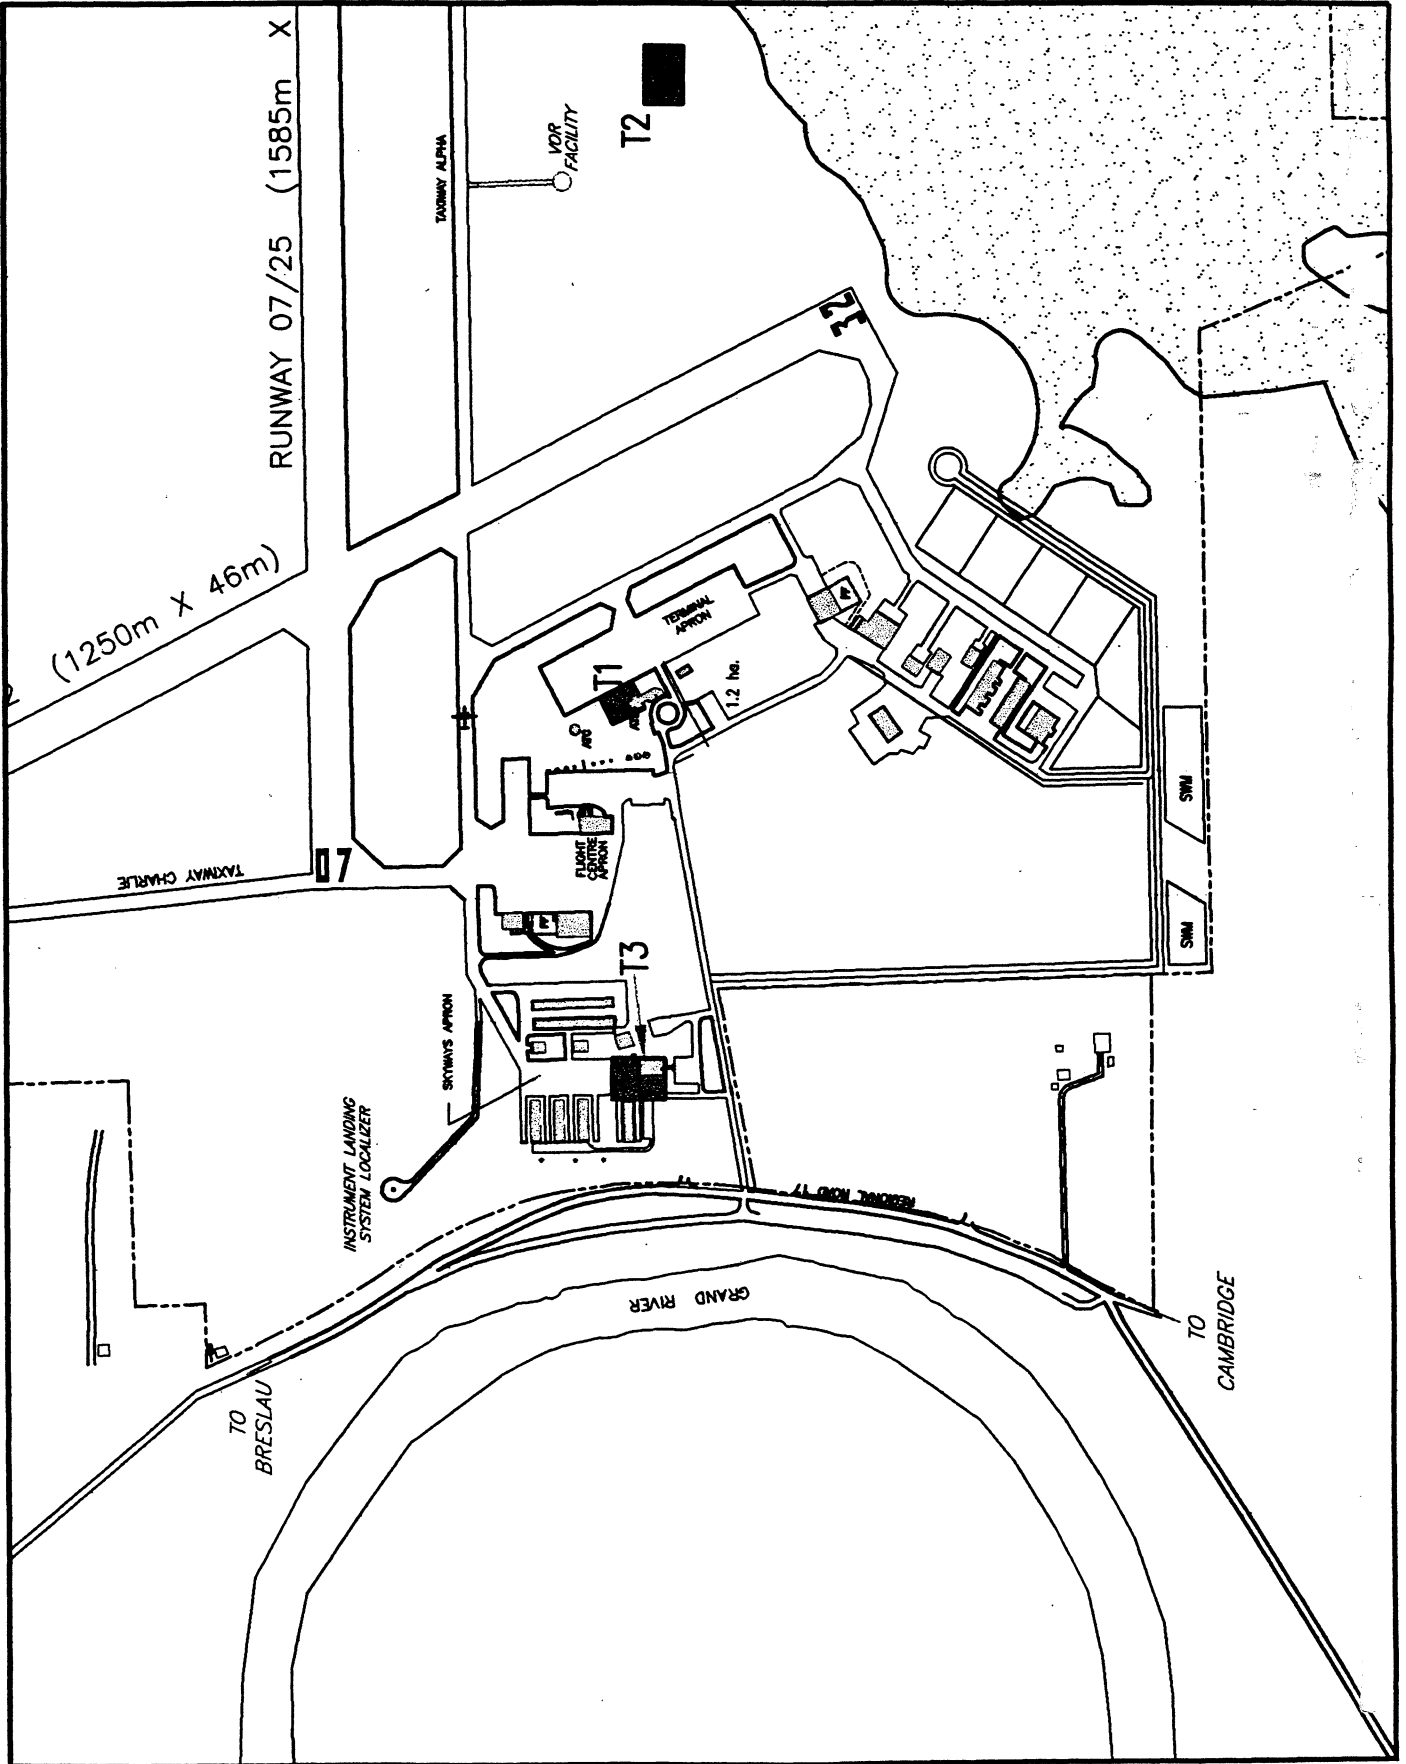 RUNWAY 07/25 (1585m X
(1250m X 46m)
TAXIWAY ALPHA
VOR
FACILITY
T2
32
TERMINAL
APRON
T1
ATC
1.2 ha.
TAXIWAY CHARLIE
07
FLIGHT
CENTRE
APRON
T3
SKYWAYS APRON
INSTRUMENT LANDING
SYSTEM LOCALIZER
SWM
SWM
REGIONAL ROAD 17
GRAND RIVER
TO
BRESLAU
TO
CAMBRIDGE